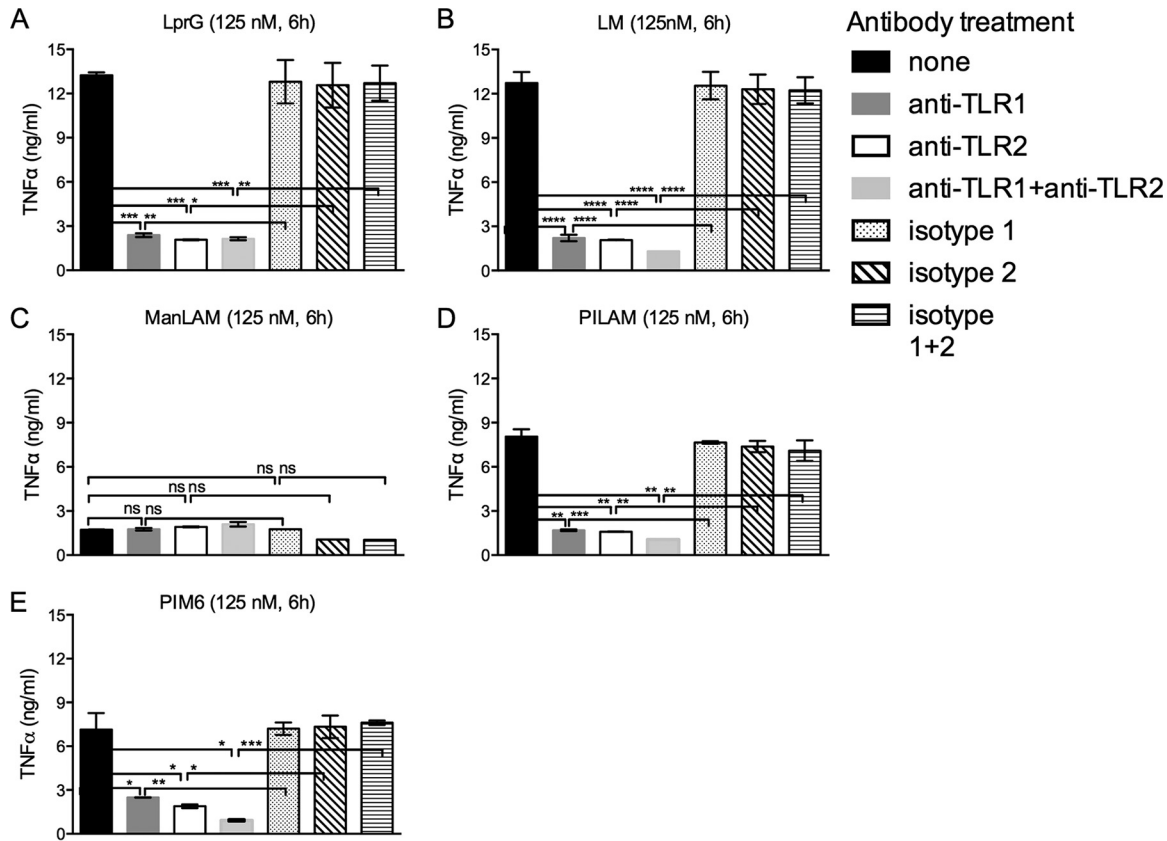 A
LprG (125 nM, 6h)
TNFα (ng/ml)
15
12
9
6
3
0
*** **
*** *
*** **
B
LM (125nM, 6h)
TNFα (ng/ml)
15
12
9
6
3
0
**** ****
**** ****
**** ****
Antibody treatment
none
anti-TLR1
anti-TLR2
anti-TLR1+anti-TLR2
isotype 1
isotype 2
isotype
1+2
C
ManLAM (125 nM, 6h)
TNFα (ng/ml)
15
12
9
6
3
0
ns ns
ns ns
ns ns
D
PILAM (125 nM, 6h)
TNFα (ng/ml)
15
12
9
6
3
0
** **
** **
** ***
E
PIM6 (125 nM, 6h)
TNFα (ng/ml)
15
12
9
6
3
0
* ***
* *
* **